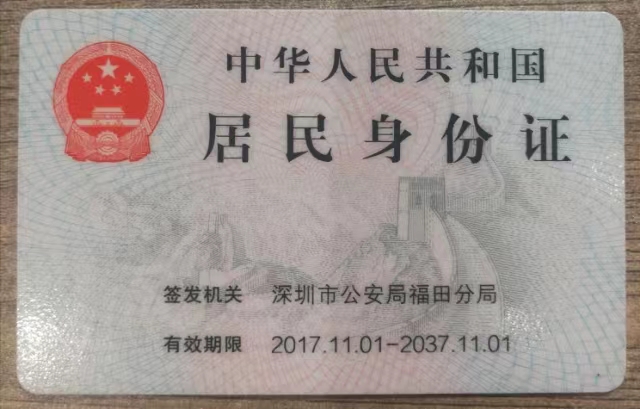 中华人民共和国
居民身份证
签发机关 深圳市公安局福田分局
有效期限 2017.11.01-2037.11.01